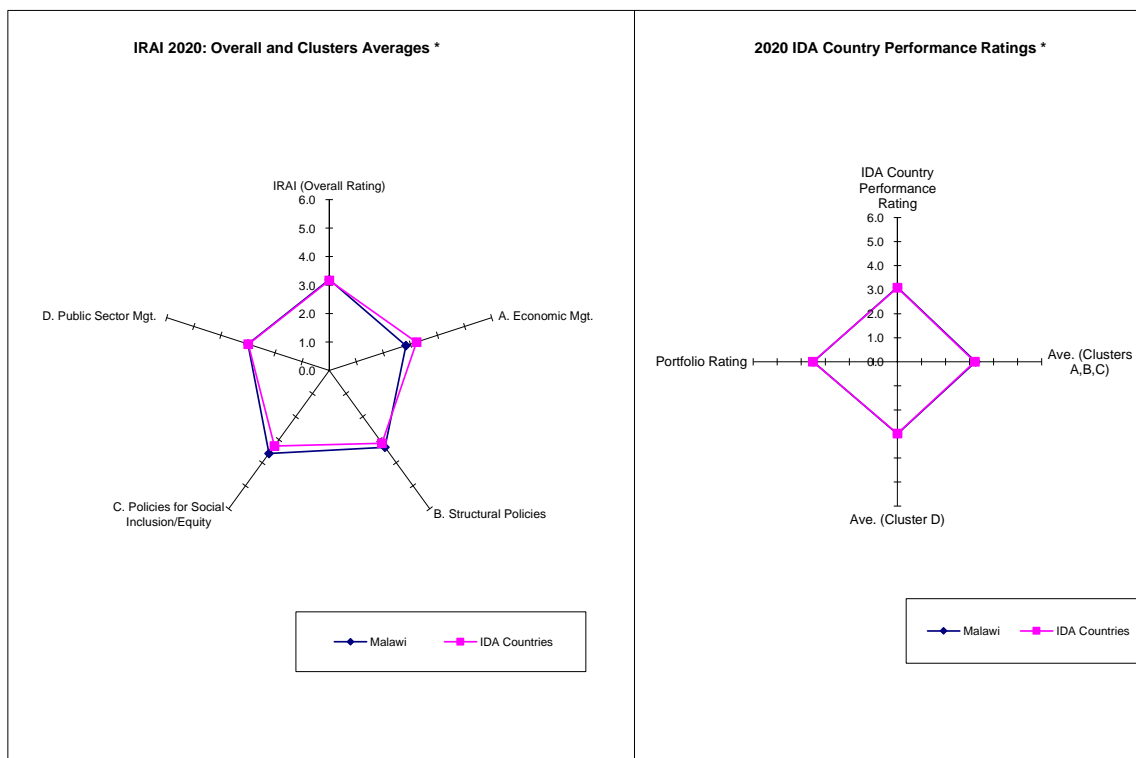 IRAI 2020: Overall and Clusters Averages *
IRAI (Overall Rating)
6.0
5.0
4.0
3.0
2.0
1.0
0.0
A. Economic Mgt.
B. Structural Policies
C. Policies for Social
Inclusion/Equity
D. Public Sector Mgt.
Malawi
IDA Countries
2020 IDA Country Performance Ratings *
IDA Country
Performance
Rating
6.0
5.0
4.0
3.0
2.0
1.0
0.0
Ave. (Clusters
A,B,C)
Ave. (Cluster D)
Portfolio Rating
Malawi
IDA Countries